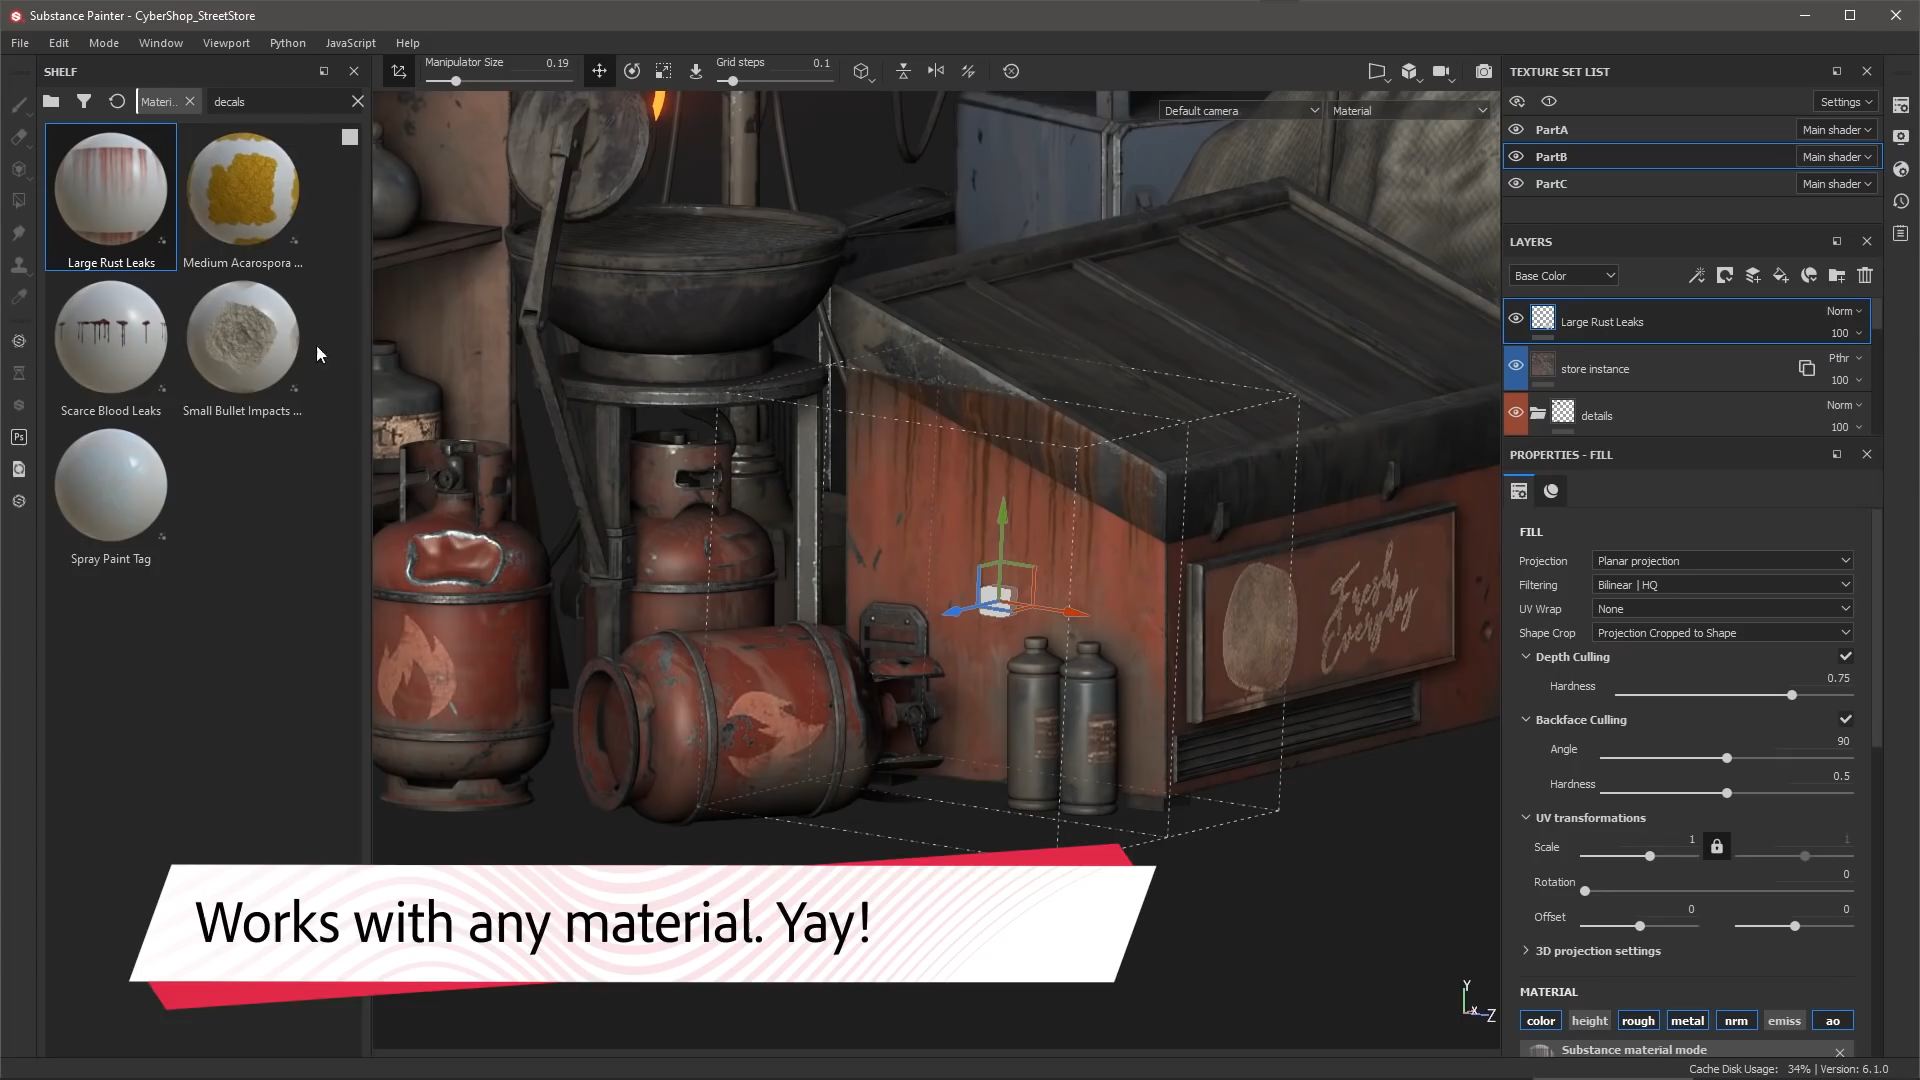 Substance Painter - CyberShop_StreetStore
File Edit Mode Window Viewport Python JavaScript Help
SHELF
Materi.. decals
Large Rust Leaks
Medium Acarospora ...
Scarce Blood Leaks
Small Bullet Impacts ...
Spray Paint Tag
Ps
Manipulator Size 0.19
Grid steps 0.1
Default camera
Material
Freshy
Everyday
Works with any material. Yay!
Y
X
Z
TEXTURE SET LIST
Settings
PartA Main shader
PartB Main shader
PartC Main shader
LAYERS
Base Color
Large Rust Leaks Norm
100
store instance Pthr
100
details Norm
100
PROPERTIES - FILL
FILL
Projection Planar projection
Filtering Bilinear | HQ
UV Wrap None
Shape Crop Projection Cropped to Shape
Depth Culling
Hardness 0.75
Backface Culling
Angle 90
Hardness 0.5
UV transformations
Scale 1 1
Rotation 0
Offset 0 0
3D projection settings
MATERIAL
color height rough metal nrm emiss ao
Substance material mode
Cache Disk Usage: 34% | Version: 6.1.0